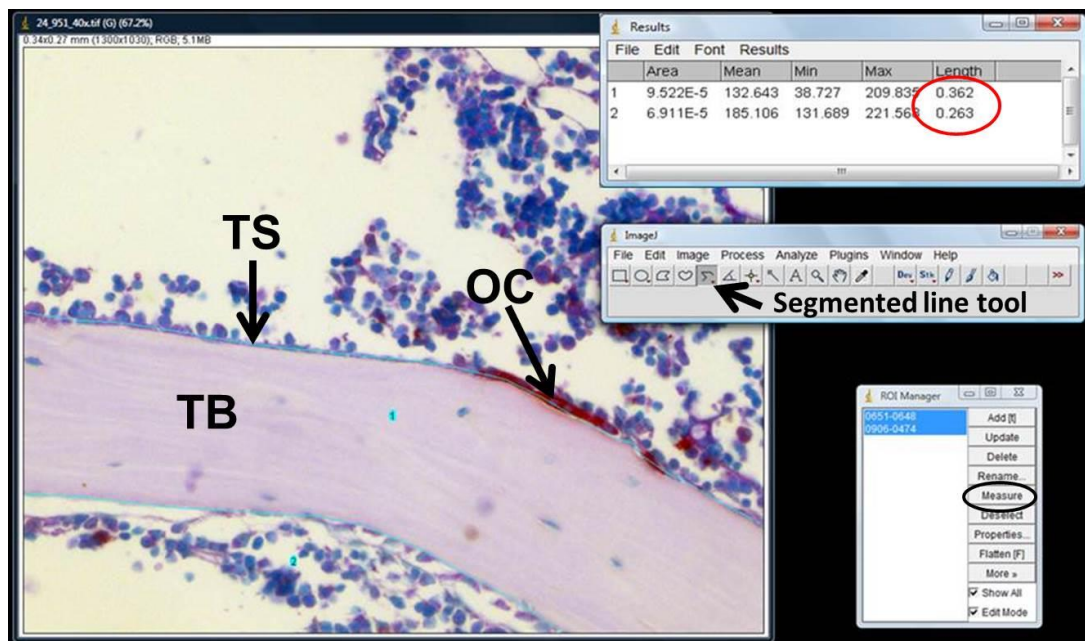 24_951_40x.tif (G) (67.2%)
0.34x0.27 mm (1300x1030); RGB; 5.1MB
TS
OC
TB
1
2
Results
File Edit Font Results
Area Mean Min Max Length
1 9.522E-5 132.643 38.727 209.835 0.362
2 6.911E-5 185.106 131.689 221.568 0.263
ImageJ
File Edit Image Process Analyze Plugins Window Help
A Dev Stk >>
Segmented line tool
ROI Manager
0651-0648
0906-0474
Add [t]
Update
Delete
Rename...
Measure
Deselect
Properties...
Flatten [F]
More »
Show All
Edit Mode